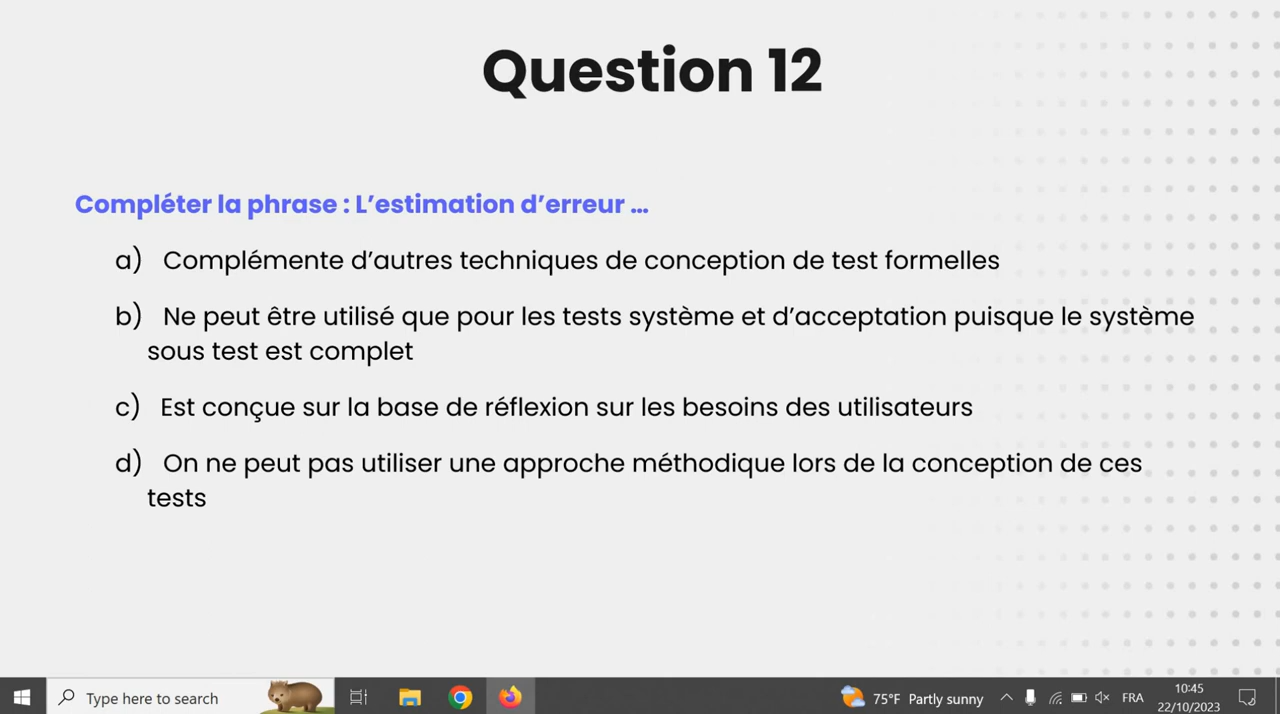 Question 12
Compléter la phrase : L’estimation d’erreur ...
a) Complémente d’autres techniques de conception de test formelles
b) Ne peut être utilisé que pour les tests système et d’acceptation puisque le système
sous test est complet
c) Est conçue sur la base de réflexion sur les besoins des utilisateurs
d) On ne peut pas utiliser une approche méthodique lors de la conception de ces
tests
Type here to search
75°F Partly sunny
FRA
10:45
22/10/2023